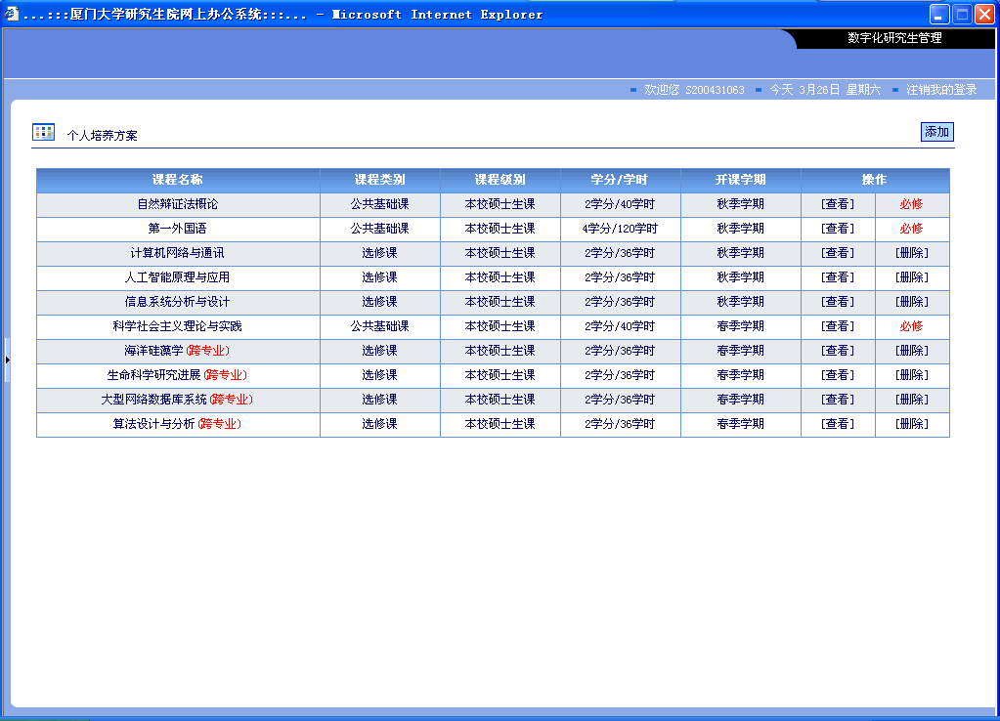 ...:::厦门大学研究生院网上办公系统:::... - Microsoft Internet Explorer
数字化研究生管理
欢迎您 S200431063 今天 3月26日 星期六 注销我的登录
个人培养方案 添加
课程名称 课程类别 课程级别 学分/学时 开课学期 操作
自然辩证法概论 公共基础课 本校硕士生课 2学分/40学时 秋季学期 [查看] 必修
第一外国语 公共基础课 本校硕士生课 4学分/120学时 秋季学期 [查看] 必修
计算机网络与通讯 选修课 本校硕士生课 2学分/36学时 秋季学期 [查看] [删除]
人工智能原理与应用 选修课 本校硕士生课 2学分/36学时 秋季学期 [查看] [删除]
信息系统分析与设计 选修课 本校硕士生课 2学分/36学时 秋季学期 [查看] [删除]
科学社会主义理论与实践 公共基础课 本校硕士生课 2学分/40学时 春季学期 [查看] 必修
海洋硅藻学(跨专业) 选修课 本校硕士生课 2学分/36学时 春季学期 [查看] [删除]
生命科学研究进展(跨专业) 选修课 本校硕士生课 2学分/36学时 春季学期 [查看] [删除]
大型网络数据库系统(跨专业) 选修课 本校硕士生课 2学分/36学时 春季学期 [查看] [删除]
算法设计与分析(跨专业) 选修课 本校硕士生课 2学分/36学时 春季学期 [查看] [删除]